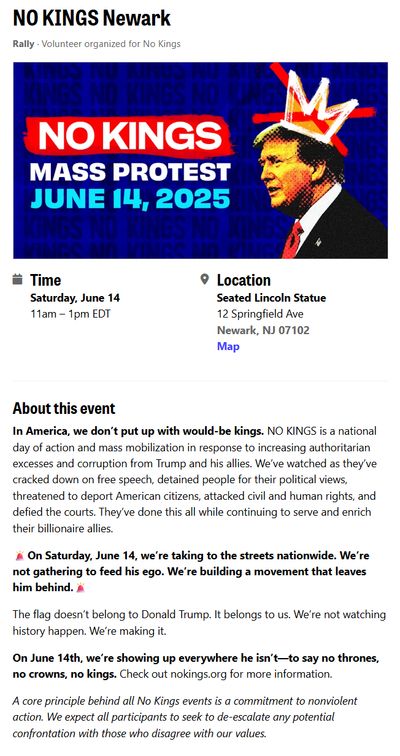 NO KINGS Newark
Rally · Volunteer organized for No Kings
NO KINGS
MASS PROTEST
JUNE 14, 2025
Time
Saturday, June 14
11am – 1pm EDT
Location
Seated Lincoln Statue
12 Springfield Ave
Newark, NJ 07102
Map
About this event
In America, we don’t put up with would-be kings. NO KINGS is a national
day of action and mass mobilization in response to increasing authoritarian
excesses and corruption from Trump and his allies. We’ve watched as they’ve
cracked down on free speech, detained people for their political views,
threatened to deport American citizens, attacked civil and human rights, and
defied the courts. They’ve done this all while continuing to serve and enrich
their billionaire allies.
On Saturday, June 14, we’re taking to the streets nationwide. We’re
not gathering to feed his ego. We’re building a movement that leaves
him behind.
The flag doesn’t belong to Donald Trump. It belongs to us. We’re not watching
history happen. We’re making it.
On June 14th, we’re showing up everywhere he isn’t—to say no thrones,
no crowns, no kings. Check out nokings.org for more information.
A core principle behind all No Kings events is a commitment to nonviolent
action. We expect all participants to seek to de-escalate any potential
confrontation with those who disagree with our values.